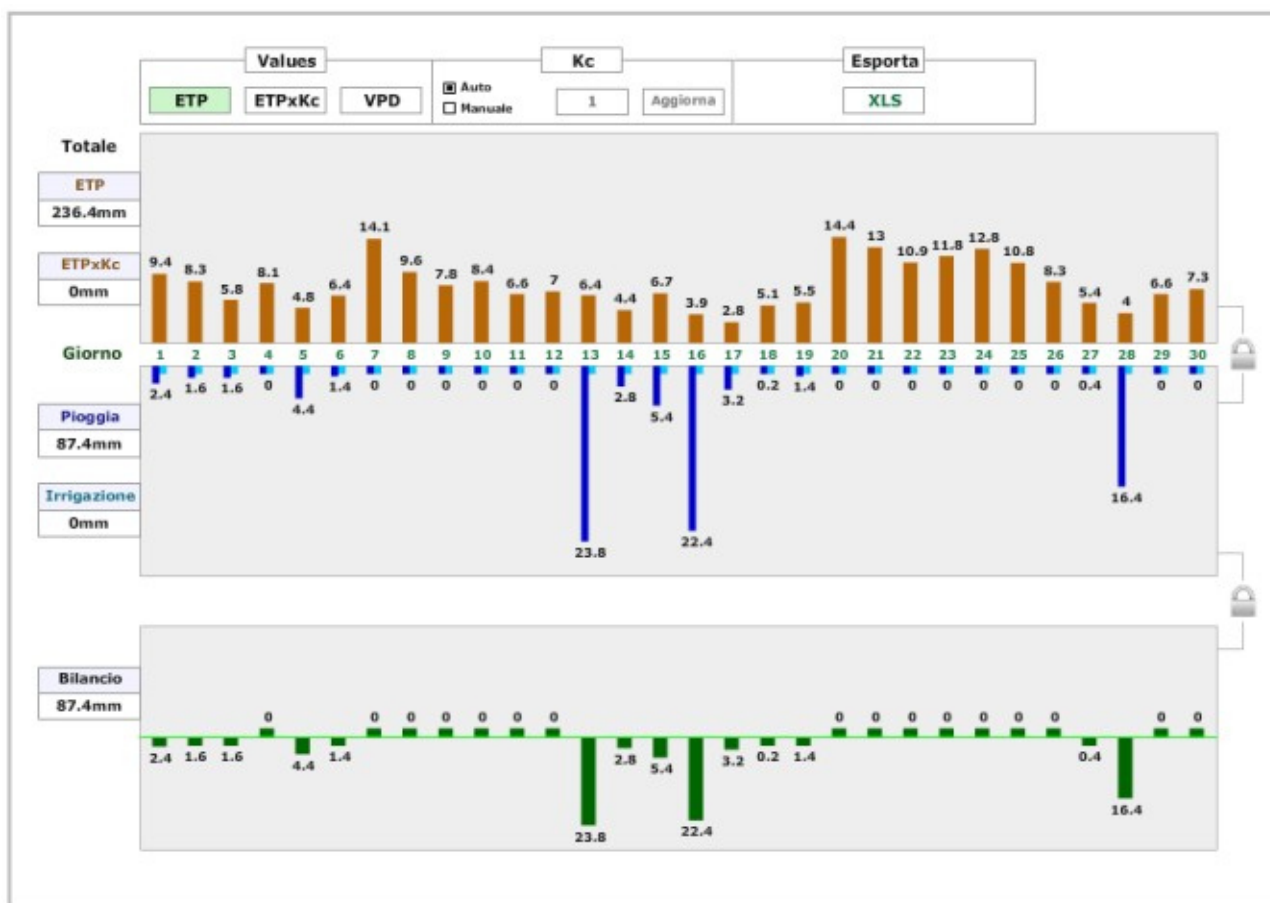 Values Kc Esporta
ETP ETPxKc VPD Auto Manuale 1 Aggiorna XLS
Totale
ETP
236.4mm
ETPxKc
0mm
9.4 8.3 5.8 8.1 4.8 6.4 14.1 9.6 7.8 8.4 6.6 7 6.4 4.4 6.7 3.9 2.8 5.1 5.5 14.4 13 10.9 11.8 12.8 10.8 8.3 5.4 4 6.6 7.3
Giorno 1 2 3 4 5 6 7 8 9 10 11 12 13 14 15 16 17 18 19 20 21 22 23 24 25 26 27 28 29 30
2.4 1.6 1.6 0 4.4 1.4 0 0 0 0 0 0 23.8 2.8 5.4 22.4 3.2 0.2 1.4 0 0 0 0 0 0 0 0.4 16.4 0 0
Pioggia
87.4mm
Irrigazione
0mm
Bilancio
87.4mm
2.4 1.6 1.6 0 4.4 1.4 0 0 0 0 0 0 23.8 2.8 5.4 22.4 3.2 0.2 1.4 0 0 0 0 0 0 0 0.4 16.4 0 0